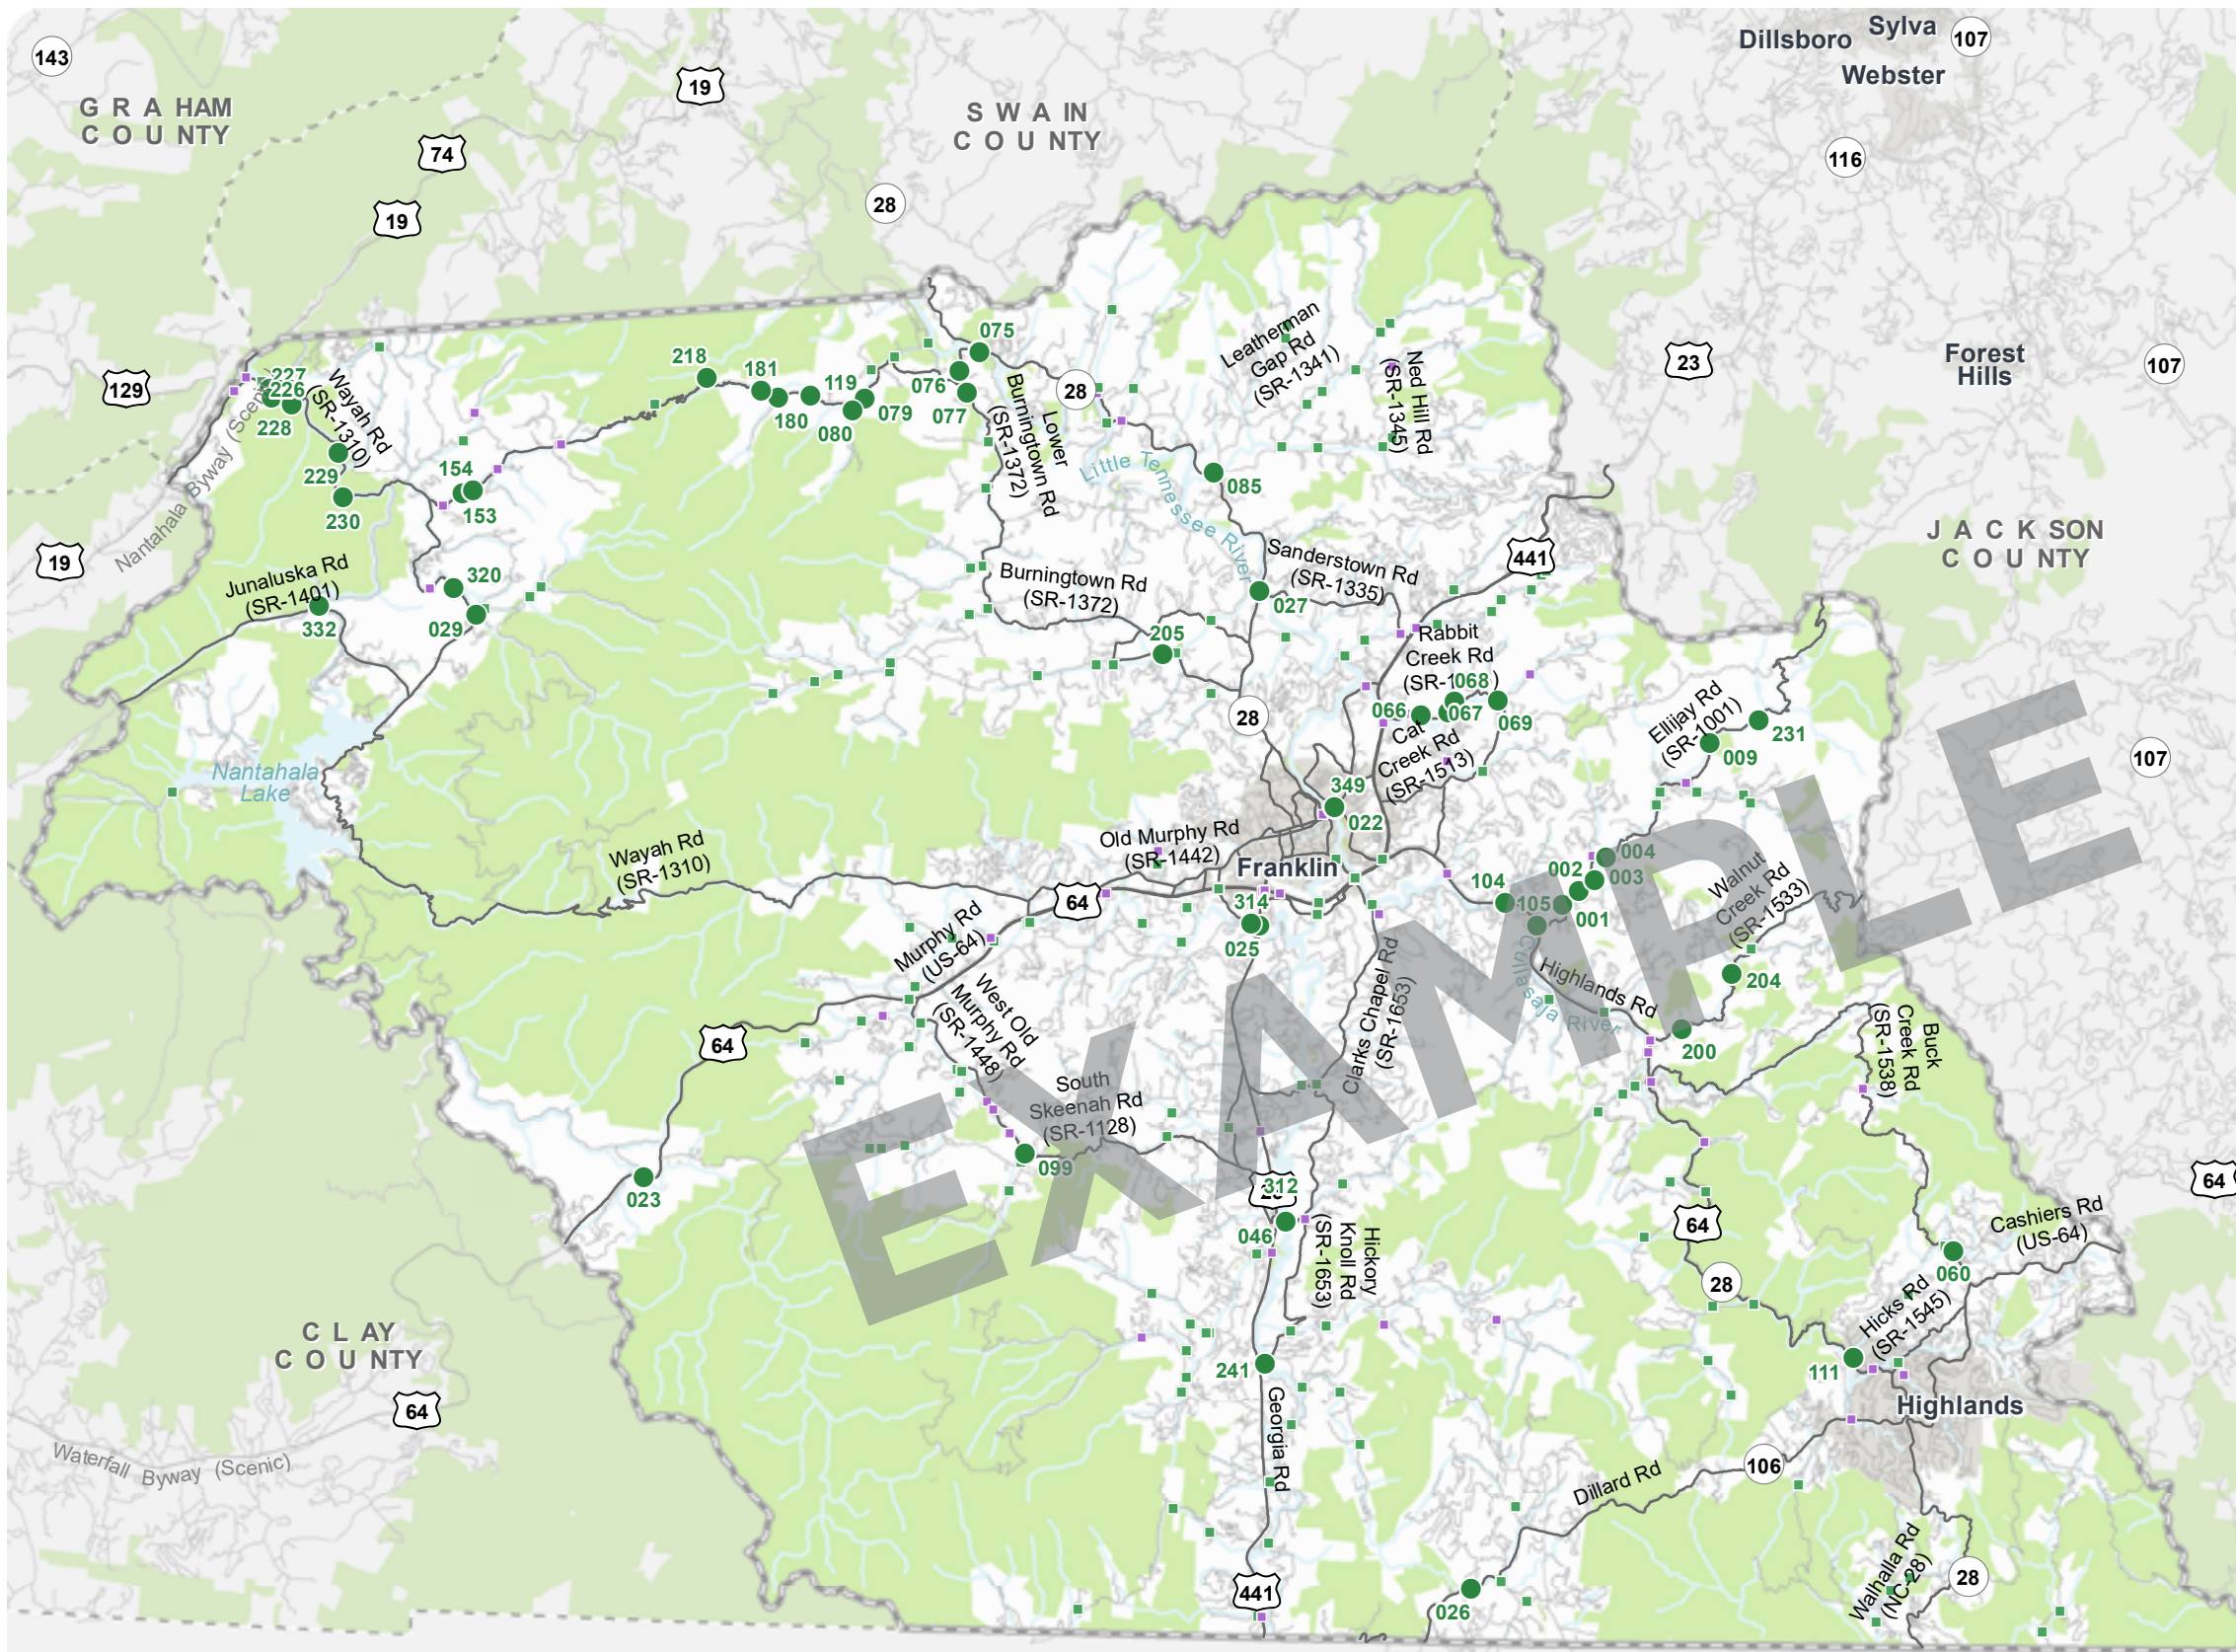 Dillsboro
Sylva
107
Webster
143
19
GRAHAM
COUNTY
SWAIN
COUNTY
74
116
28
19
075
218
227
226
181
119
076
129
Wayah Rd
(SR-1310)
228
180
080
079
077
Lower
Burningtown Rd
(SR-1372)
28
Leatherman
Gap Rd
(SR-1341)
Ned Hill Rd
(SR-1345)
23
Forest
Hills
107
229
154
153
230
Little Tennessee River
085
Nantahala Byway (Scenic)
19
JACKSON
COUNTY
441
Junaluska Rd
(SR-1401)
332
320
029
Burningtown Rd
(SR-1372)
Sanderstown Rd
(SR-1335)
027
205
Rabbit
Creek Rd
068
066
067
069
28
Cat
Creek Rd
(SR-1513)
Ellijay Rd
(SR-1001)
231
009
107
Nantahala
Lake
349
022
Old Murphy Rd
(SR-1442)
Wayah Rd
(SR-1310)
Franklin
64
314
025
104
105
002
004
003
001
Walnut
Creek Rd
(SR-1533)
204
Murphy Rd
(US-64)
Highlands Rd
Cullasaja River
200
64
West Old
Murphy Rd
(SR-1448)
Clarks Chapel Rd
(SR-1653)
Buck
Creek Rd
(SR-1538)
South
Skeenah Rd
(SR-1128)
099
023
EXAMPLE
312
046
Hickory
Knoll Rd
(SR-1653)
64
64
Cashiers Rd
(US-64)
060
28
Hicks Rd
(SR-1545)
CLAY
COUNTY
241
111
64
Highlands
Georgia Rd
Waterfall Byway (Scenic)
106
Dillard Rd
441
026
Walhalla Rd
(NC-28)
28